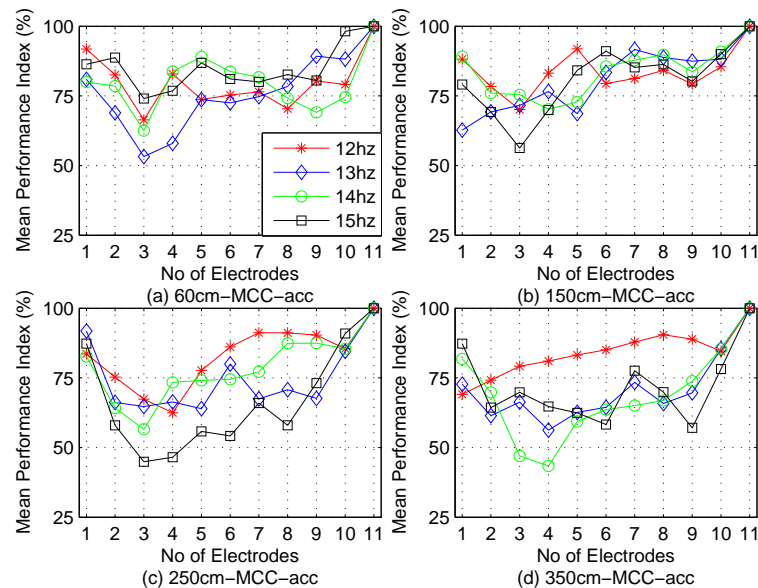 Mean Performance Index (%)
100
75
50
25
12hz
13hz
14hz
15hz
1 2 3 4 5 6 7 8 9 10 11
No of Electrodes
(a) 60cm−MCC−acc
Mean Performance Index (%)
100
75
50
25
1 2 3 4 5 6 7 8 9 10 11
No of Electrodes
(b) 150cm−MCC−acc
Mean Performance Index (%)
100
75
50
25
1 2 3 4 5 6 7 8 9 10 11
No of Electrodes
(c) 250cm−MCC−acc
Mean Performance Index (%)
100
75
50
25
1 2 3 4 5 6 7 8 9 10 11
No of Electrodes
(d) 350cm−MCC−acc